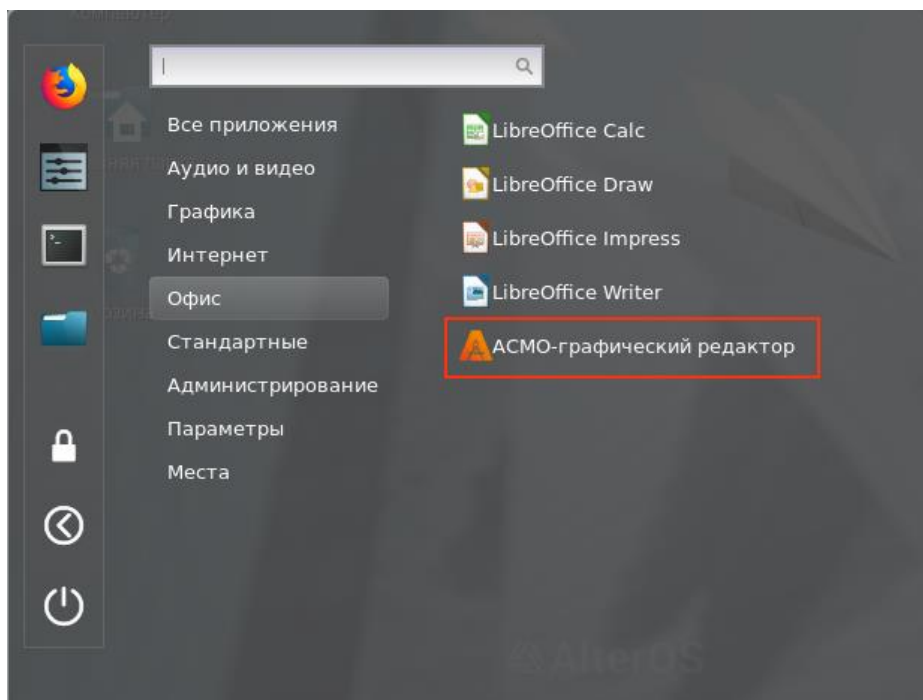 Компьютер
Все приложения
Аудио и видео
Графика
Интернет
Офис
Стандартные
Администрирование
Параметры
Места
LibreOffice Calc
LibreOffice Draw
LibreOffice Impress
LibreOffice Writer
АСМО-графический редактор
AlterOS